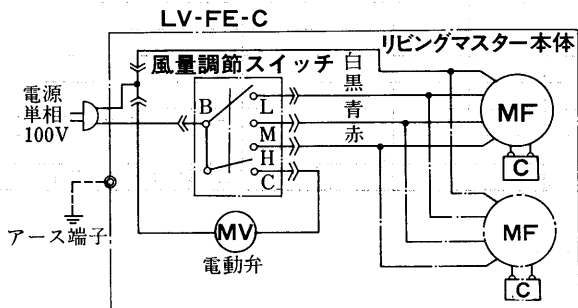 LV-FE-C
リビングマスター本体
風量調節スイッチ
白
黒
青
赤
電源
単相
100V
B
L
M
H
C
MF
C
アース端子
MV
電動弁
MF
C